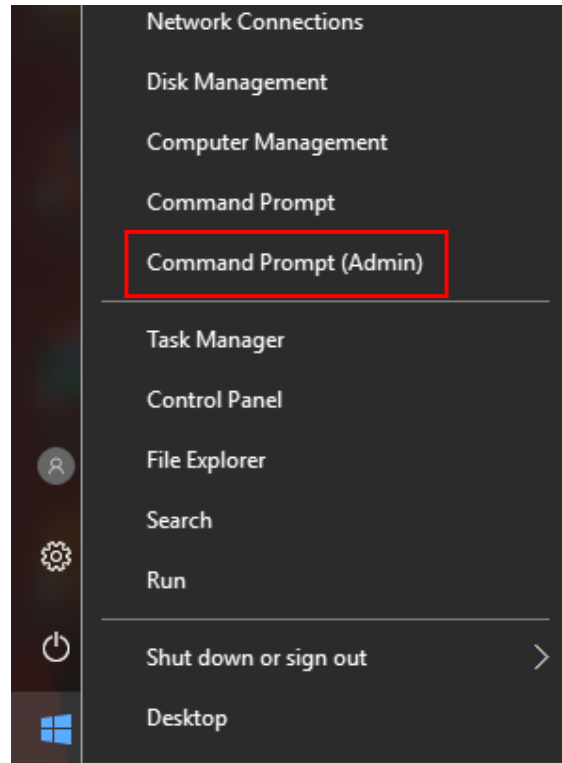 Network Connections
Disk Management
Computer Management
Command Prompt
Command Prompt (Admin)
Task Manager
Control Panel
File Explorer
Search
Run
Shut down or sign out
Desktop